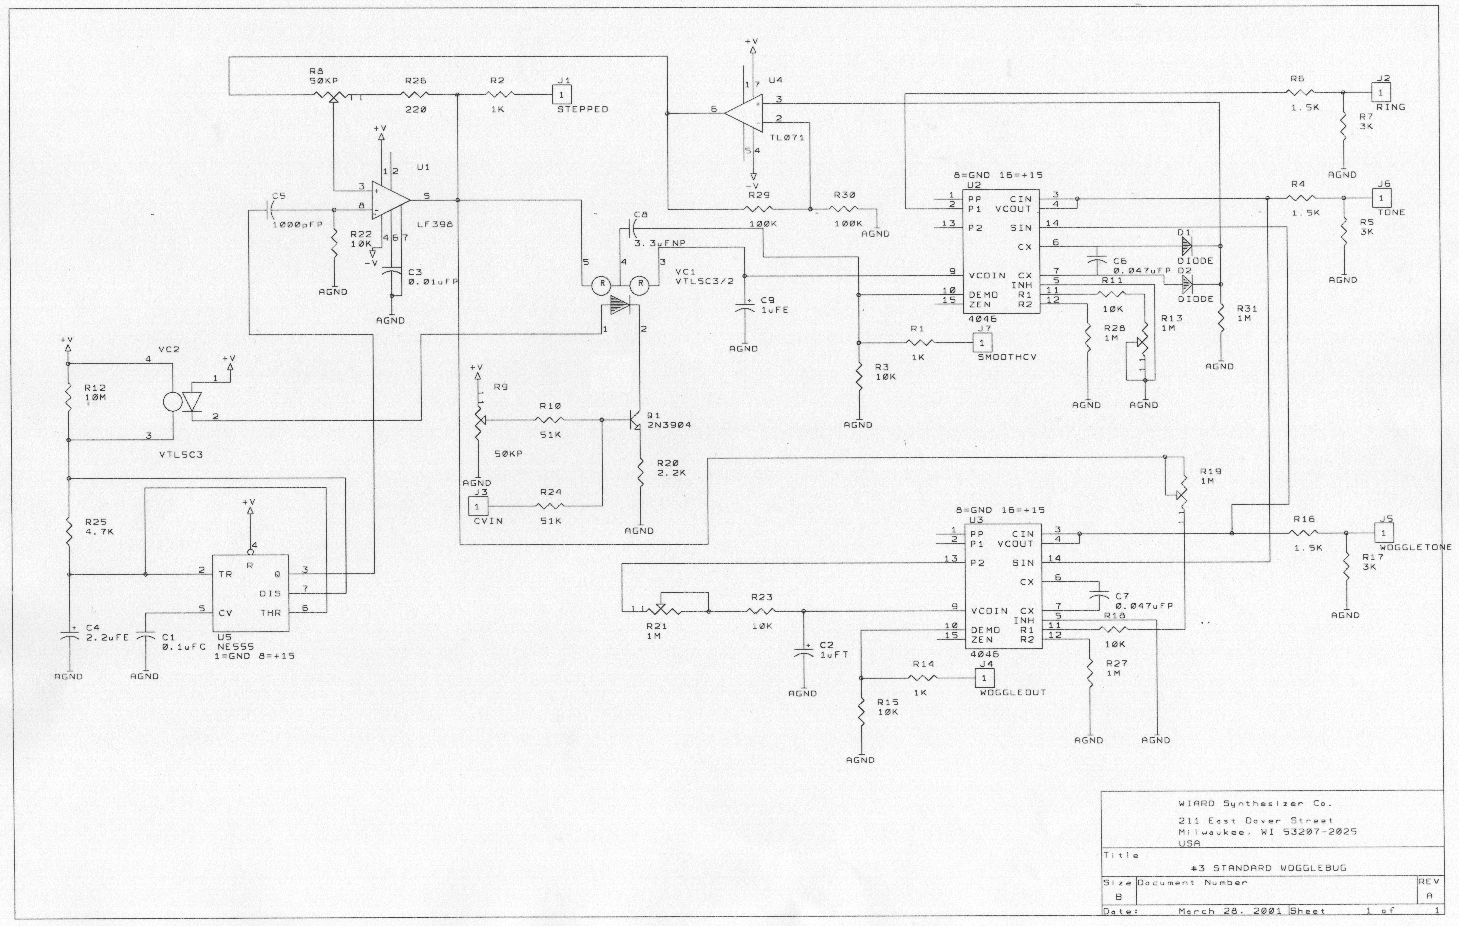 +V
R8
50KP
R26
220
R2
1K
J1
1
STEPPED
+V
1 7
U4
6
3
2
TL071
5 4
-V
R6
1.5K
J2
1
RING
R7
3K
AGND
+V
1 2
U1
3
8
5
LF398
4 6 7
-V
C5
1000pFP
R22
10K
AGND
C3
0.01uFP
AGND
R29
100K
R30
100K
AGND
8=GND 16=+15
U2
1 PP CIN 3
2 P1 VCOUT 4
13 P2 SIN 14
CX 6
9 VCOIN CX 7
INH 5
10 DEMO R1 11
15 ZEN R2 12
4046
R4
1.5K
J6
1
TONE
R5
3K
AGND
D1
DIODE
D2
DIODE
C6
0.047uFP
R11
10K
R28
1M
R13
1M
R31
1M
AGND
AGND
AGND
C8
3.3uFNP
5
4
3
R
R
VC1
VTL5C3/2
1
2
C9
1uFE
AGND
R1
1K
J7
1
SMOOTHCV
R3
10K
AGND
+V
VC2
4
+V
1
R12
10M
2
3
VTL5C3
+V
R9
50KP
AGND
R10
51K
Q1
2N3904
R20
2.2K
AGND
J3
1
CVIN
R24
51K
R25
4.7K
+V
4
R
2 TR Q 3
DIS 7
5 CV THR 6
U5
NE555
1=GND 8=+15
C4
2.2uFE
C1
0.1uFC
AGND
AGND
R19
1M
8=GND 16=+15
U3
1 PP CIN 3
2 P1 VCOUT 4
13 P2 SIN 14
CX 6
9 VCOIN CX 7
INH 5
10 DEMO R1 11
15 ZEN R2 12
4046
R16
1.5K
J5
1
WOGGLETONE
R17
3K
AGND
C7
0.047uFP
R18
10K
R27
1M
AGND
AGND
R21
1M
R23
10K
C2
1uFT
AGND
R14
1K
J4
1
WOGGLEOUT
R15
10K
AGND
WIARD Synthesizer Co.
211 East Dover Street
Milwaukee, WI 53207-2025
USA
Title
#3 STANDARD WOGGLEBUG
Size Document Number REV
B A
Date: March 28, 2001 Sheet 1 of 1